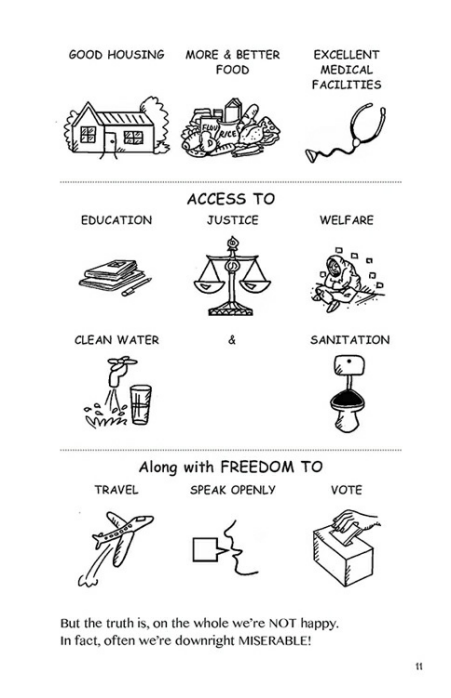 GOOD HOUSING
MORE & BETTER
FOOD
EXCELLENT
MEDICAL
FACILITIES
RICE
ACCESS TO
EDUCATION
JUSTICE
WELFARE
CLEAN WATER
&
SANITATION
Along with FREEDOM TO
TRAVEL
SPEAK OPENLY
VOTE
But the truth is, on the whole we're NOT happy.
In fact, often we're downright MISERABLE!
11